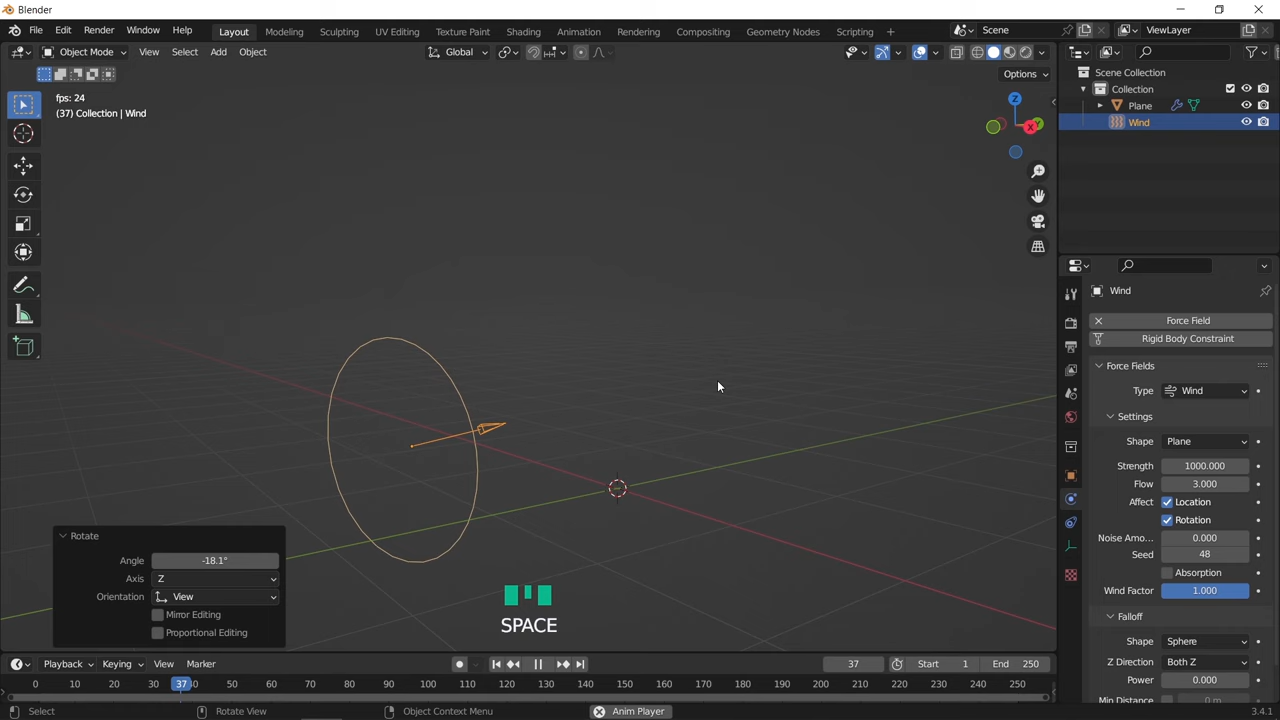 Blender
File Edit Render Window Help Layout Modeling Sculpting UV Editing Texture Paint Shading Animation Rendering Compositing Geometry Nodes Scripting + Scene ViewLayer
Object Mode View Select Add Object Global
Options
fps: 24
(37) Collection | Wind
Z
X
Y
Scene Collection
Collection
Plane
Wind
Wind
Force Field
Rigid Body Constraint
Force Fields
Type Wind
Settings
Shape Plane
Strength 1000.000
Flow 3.000
Affect Location
Rotation
Noise Amo... 0.000
Seed 48
Absorption
Wind Factor 1.000
Falloff
Shape Sphere
Z Direction Both Z
Power 0.000
Min Distance 0 m
Rotate
Angle -18.1°
Axis Z
Orientation View
Mirror Editing
Proportional Editing
SPACE
Playback Keying View Marker 37 Start 1 End 250
0 10 20 30 37 40 50 60 70 80 90 100 110 120 130 140 150 160 170 180 190 200 210 220 230 240 250
Select Rotate View Object Context Menu Anim Player 3.4.1